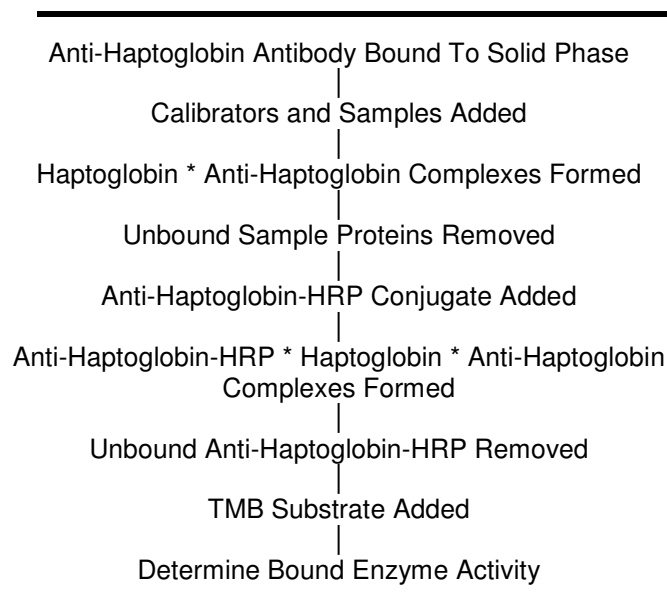 Anti-Haptoglobin Antibody Bound To Solid Phase
Calibrators and Samples Added
Haptoglobin * Anti-Haptoglobin Complexes Formed
Unbound Sample Proteins Removed
Anti-Haptoglobin-HRP Conjugate Added
Anti-Haptoglobin-HRP * Haptoglobin * Anti-Haptoglobin
Complexes Formed
Unbound Anti-Haptoglobin-HRP Removed
TMB Substrate Added
Determine Bound Enzyme Activity